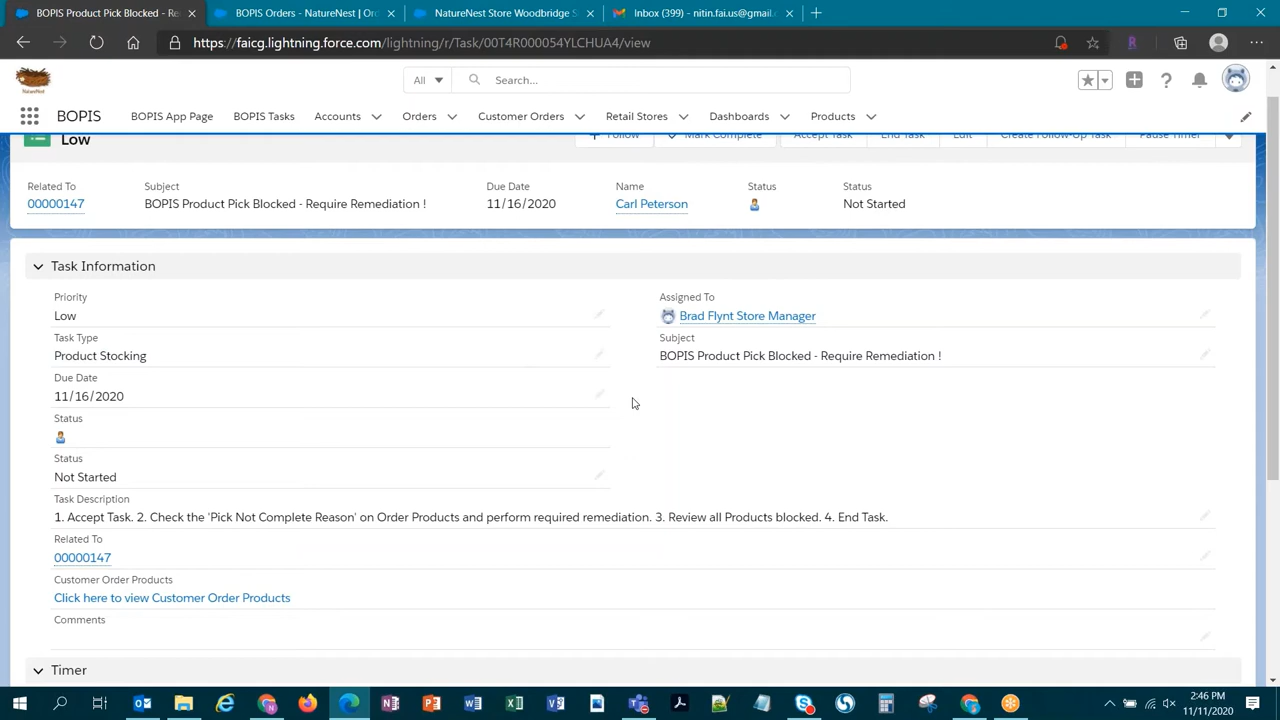 BOPIS Product Pick Blocked - Re
BOPIS Orders - NatureNest | Ord
NatureNest Store Woodbridge S
Inbox (399) - nitin.fai.us@gmail.c
https://faicg.lightning.force.com/lightning/r/Task/00T4R000054YLCHUA4/view
NatureNest
All
Search...
BOPIS
BOPIS App Page
BOPIS Tasks
Accounts
Orders
Customer Orders
Retail Stores
Dashboards
Products
Low
Follow
Mark Complete
Accept Task
End Task
Edit
Create Follow-Up Task
Pause Timer
Related To
Subject
Due Date
Name
Status
Status
00000147
BOPIS Product Pick Blocked - Require Remediation !
11/16/2020
Carl Peterson
Not Started
Task Information
Priority
Low
Assigned To
Brad Flynt Store Manager
Task Type
Product Stocking
Subject
BOPIS Product Pick Blocked - Require Remediation !
Due Date
11/16/2020
Status
Status
Not Started
Task Description
1. Accept Task. 2. Check the 'Pick Not Complete Reason' on Order Products and perform required remediation. 3. Review all Products blocked. 4. End Task.
Related To
00000147
Customer Order Products
Click here to view Customer Order Products
Comments
Timer
2:46 PM
11/11/2020